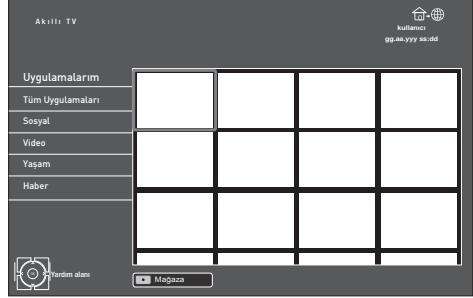 Akıllı TV
kullanıcı
gg.aa.yyy ss:dd
Uygulamalarım
Tüm Uygulamaları
Sosyal
Video
Yaşam
Haber
Yardım alanı
Mağaza